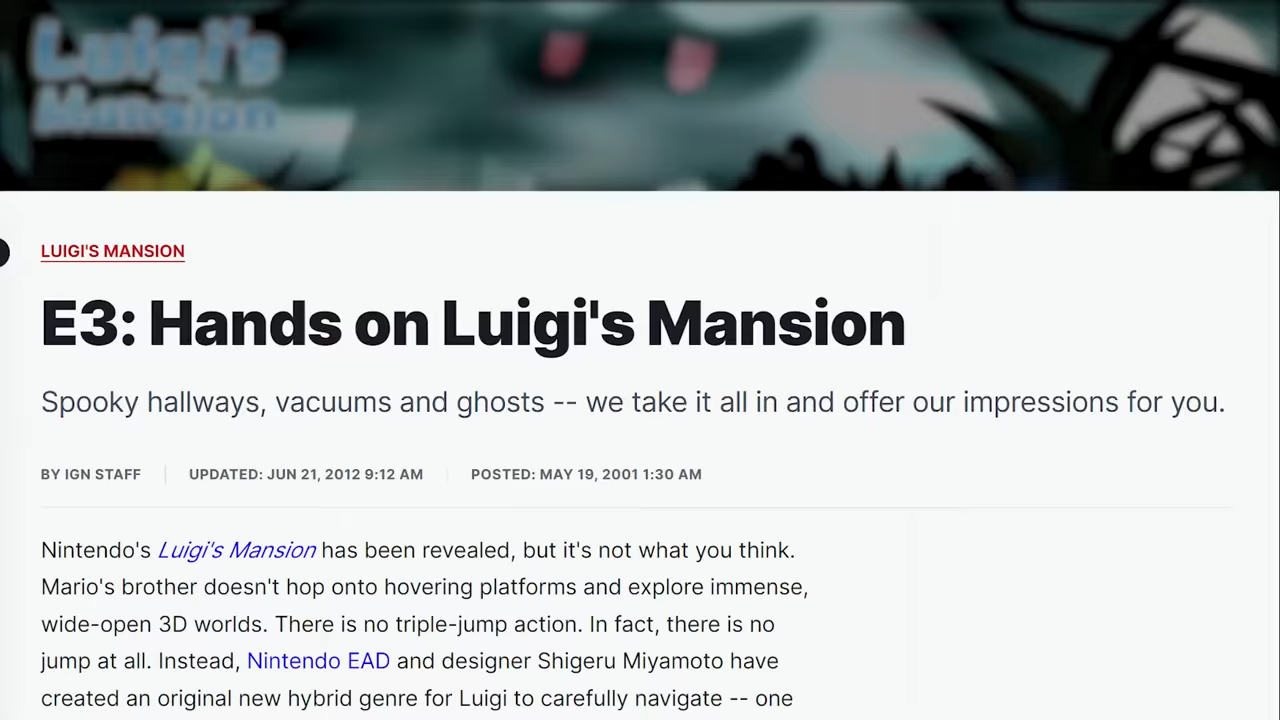 Luigi's
Mansion
LUIGI'S MANSION
E3: Hands on Luigi's Mansion
Spooky hallways, vacuums and ghosts -- we take it all in and offer our impressions for you.
BY IGN STAFF UPDATED: JUN 21, 2012 9:12 AM POSTED: MAY 19, 2001 1:30 AM
Nintendo's Luigi's Mansion has been revealed, but it's not what you think.
Mario's brother doesn't hop onto hovering platforms and explore immense,
wide-open 3D worlds. There is no triple-jump action. In fact, there is no
jump at all. Instead, Nintendo EAD and designer Shigeru Miyamoto have
created an original new hybrid genre for Luigi to carefully navigate -- one